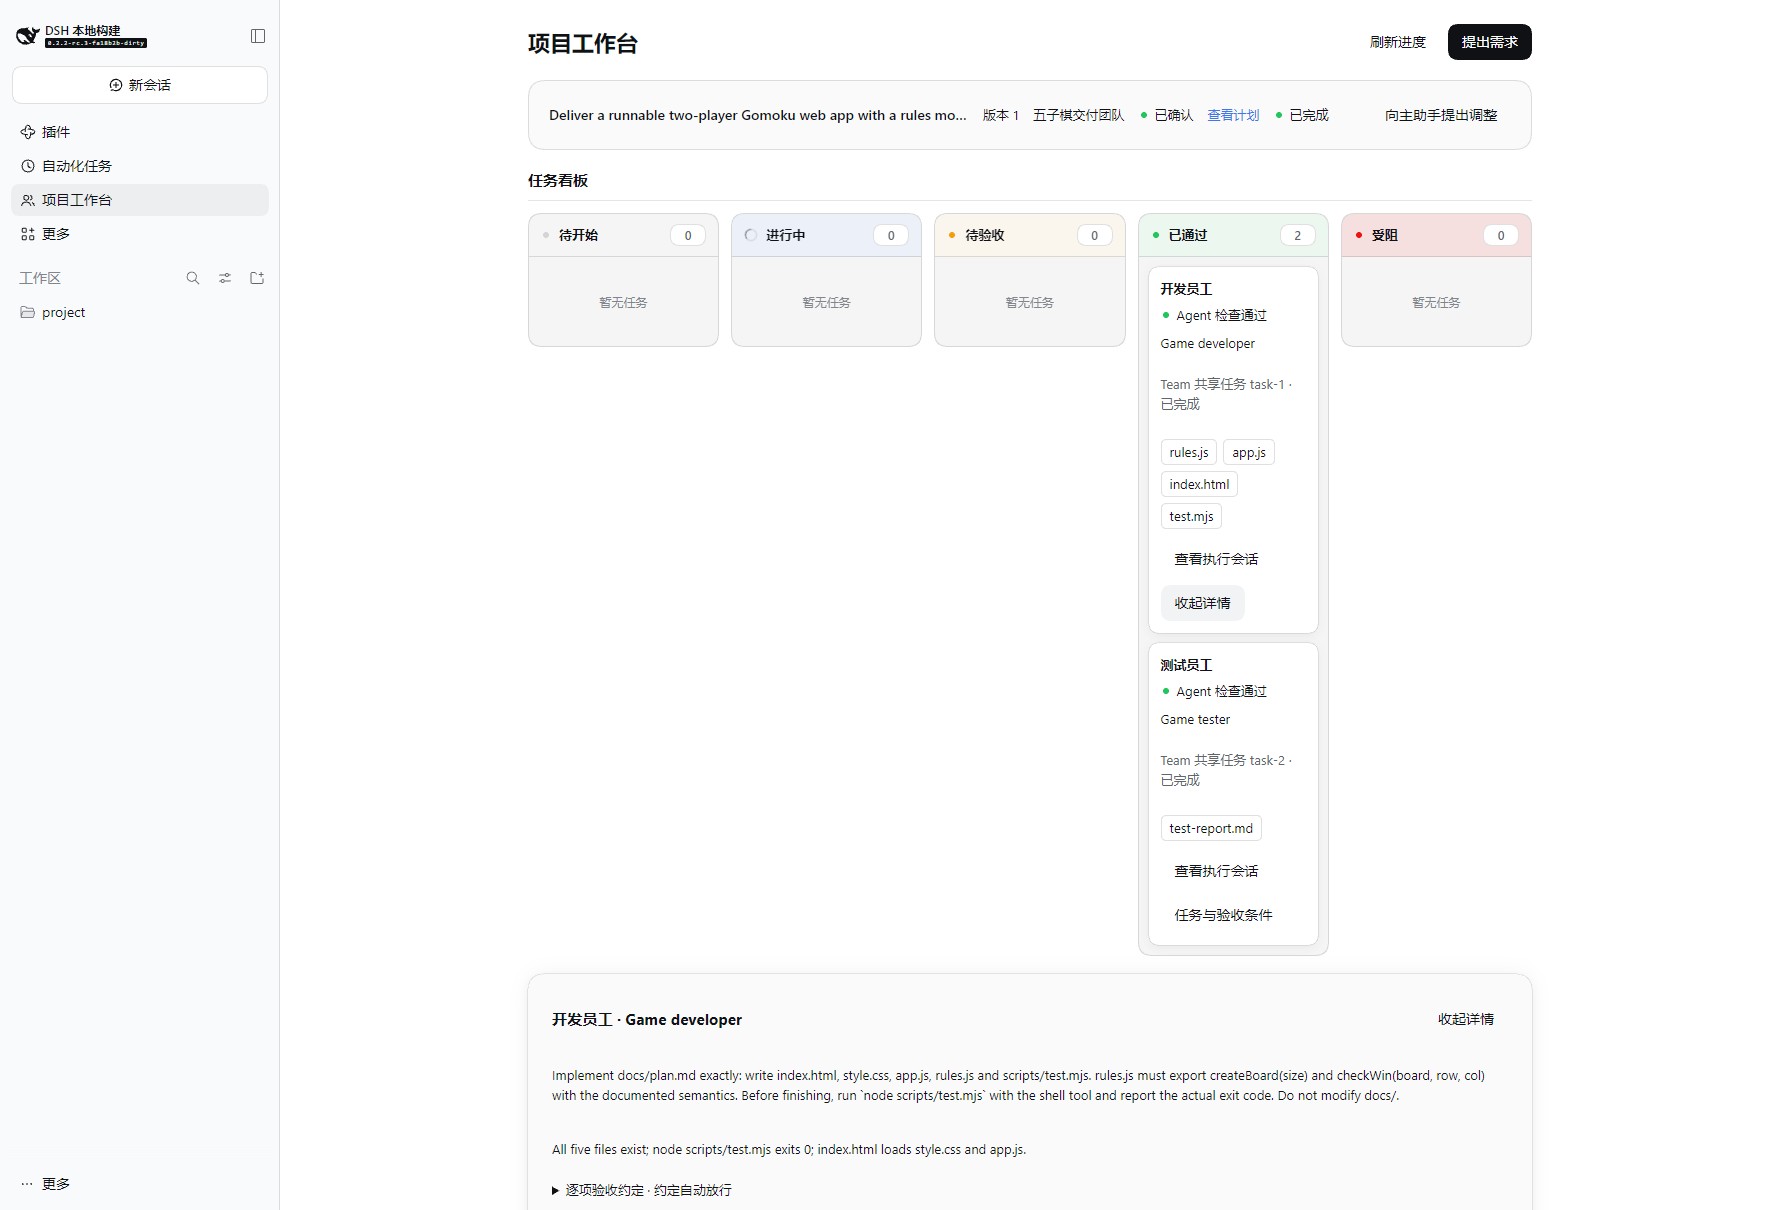 DSH 本地构建
0.2.2-rc.3-fa18b2b-dirty
新会话
插件
自动化任务
项目工作台
更多
工作区
project
更多
项目工作台
刷新进度
提出需求
Deliver a runnable two-player Gomoku web app with a rules mo...
版本 1
五子棋交付团队
已确认
查看计划
已完成
向主助手提出调整
任务看板
待开始
0
暂无任务
进行中
0
暂无任务
待验收
0
暂无任务
已通过
2
开发员工
Agent 检查通过
Game developer
Team 共享任务 task-1 ·
已完成
rules.js
app.js
index.html
test.mjs
查看执行会话
收起详情
测试员工
Agent 检查通过
Game tester
Team 共享任务 task-2 ·
已完成
test-report.md
查看执行会话
任务与验收条件
受阻
0
暂无任务
开发员工 · Game developer
收起详情
Implement docs/plan.md exactly: write index.html, style.css, app.js, rules.js and scripts/test.mjs. rules.js must export createBoard(size) and checkWin(board, row, col)
with the documented semantics. Before finishing, run `node scripts/test.mjs` with the shell tool and report the actual exit code. Do not modify docs/.
All five files exist; node scripts/test.mjs exits 0; index.html loads style.css and app.js.
逐项验收约定 · 约定自动放行